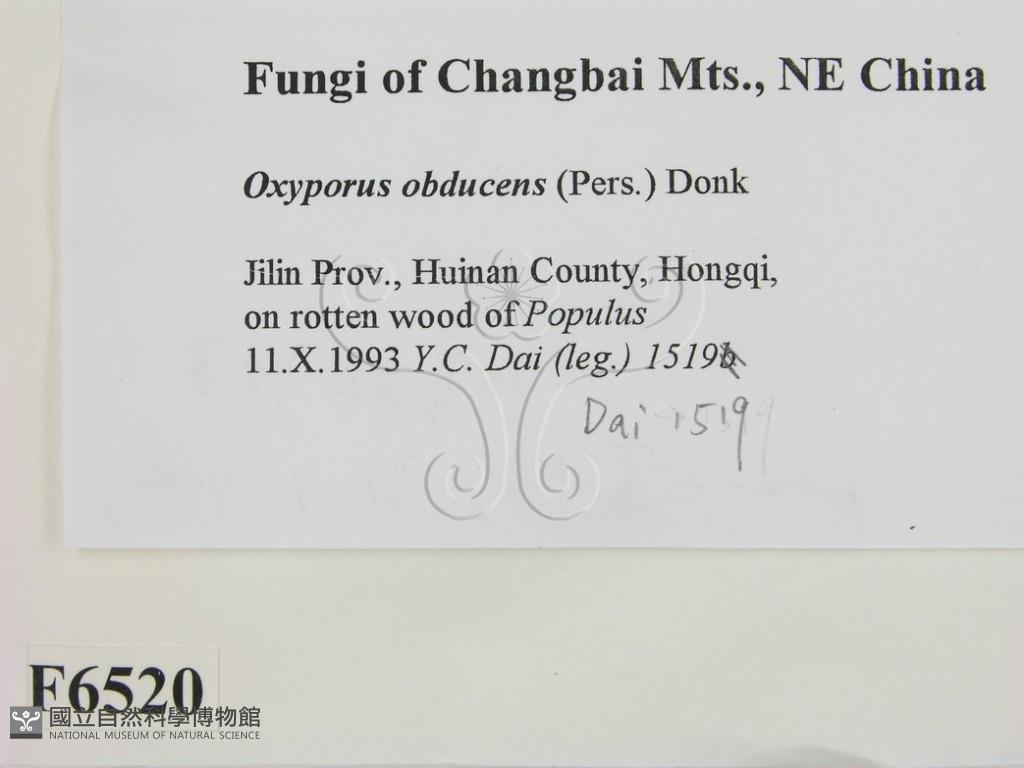 Fungi of Changbai Mts., NE China
Oxyporus obducens (Pers.) Donk
Jilin Prov., Huinan County, Hongqi,
on rotten wood of Populus
11.X.1993 Y.C. Dai (leg.) 1519b
Dai 1519
F6520
國立自然科學博物館
NATIONAL MUSEUM OF NATURAL SCIENCE